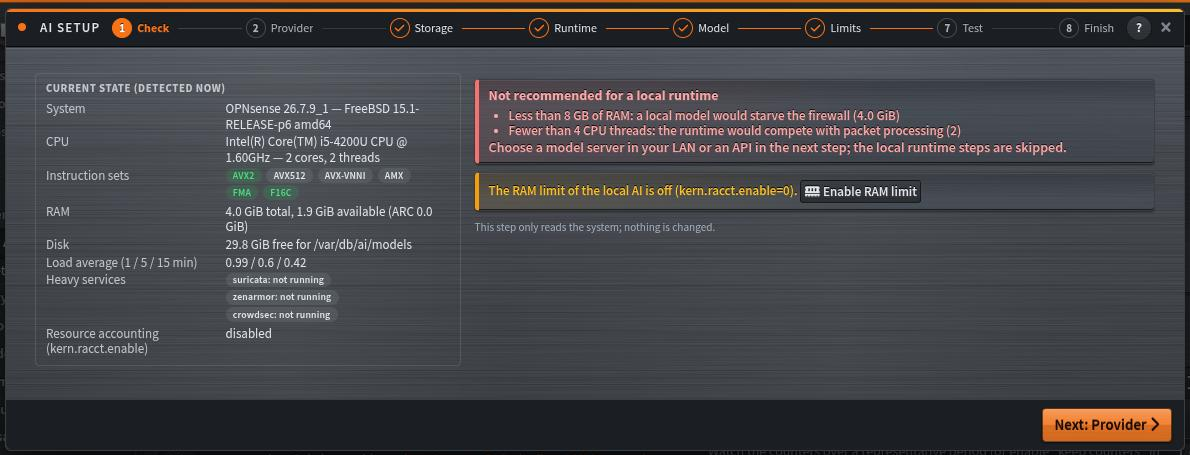 AI SETUP 1 Check 2 Provider Storage Runtime Model Limits 7 Test 8 Finish ? ×
CURRENT STATE (DETECTED NOW)
System OPNsense 26.7.9_1 — FreeBSD 15.1-
RELEASE-p6 amd64
CPU Intel(R) Core(TM) i5-4200U CPU @
1.60GHz — 2 cores, 2 threads
Instruction sets AVX2 AVX512 AVX-VNNI AMX
FMA F16C
RAM 4.0 GiB total, 1.9 GiB available (ARC 0.0
GiB)
Disk 29.8 GiB free for /var/db/ai/models
Load average (1 / 5 / 15 min) 0.99 / 0.6 / 0.42
Heavy services suricata: not running
zenarmor: not running
crowdsec: not running
Resource accounting disabled
(kern.racct.enable)
Not recommended for a local runtime
• Less than 8 GB of RAM: a local model would starve the firewall (4.0 GiB)
• Fewer than 4 CPU threads: the runtime would compete with packet processing (2)
Choose a model server in your LAN or an API in the next step; the local runtime steps are skipped.
The RAM limit of the local AI is off (kern.racct.enable=0). Enable RAM limit
This step only reads the system; nothing is changed.
Next: Provider